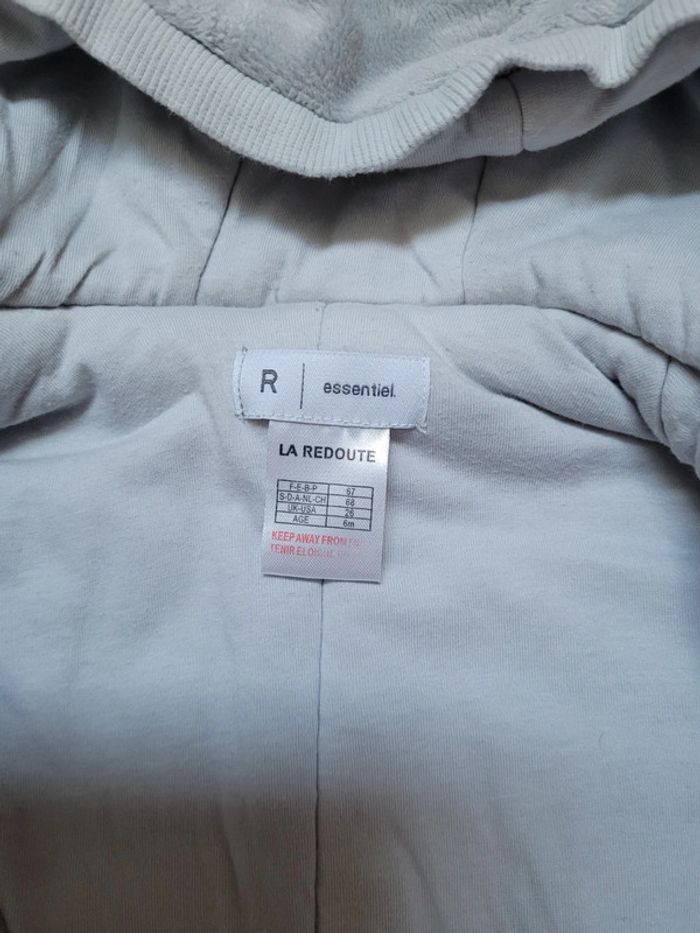 R | essentiel.
LA REDOUTE
F-E-B-P 67
S-D-A-NL-CH 68
UK-USA 26
AGE 6m
KEEP AWAY FROM
TENIR ELOIGNE